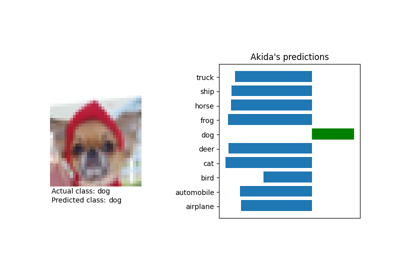 Akida's predictions
truck
ship
horse
frog
dog
deer
cat
bird
automobile
airplane
Actual class: dog
Predicted class: dog